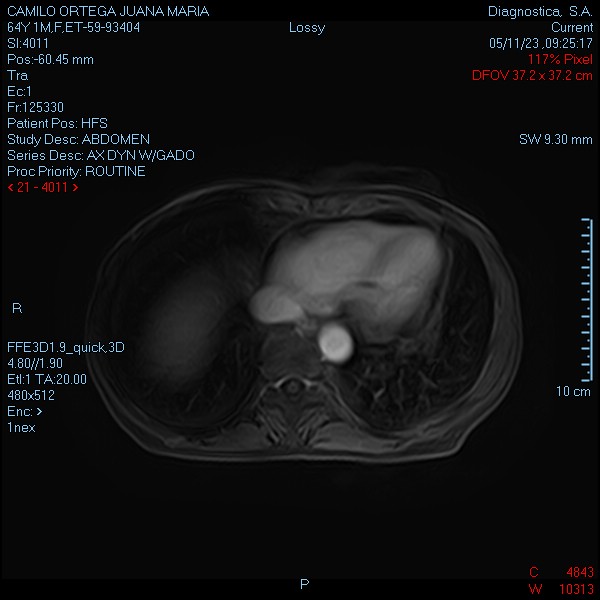 CAMILO ORTEGA JUANA MARIA
64Y 1M,F,ET-59-93404
SI:4011
Pos:-60.45 mm
Tra
Ec:1
Fr:125330
Patient Pos: HFS
Study Desc: ABDOMEN
Series Desc: AX DYN W/GADO
Proc Priority: ROUTINE
< 21 - 4011 >
Lossy
Diagnostica, S.A.
Current
05/11/23 ,09:25:17
117% Pixel
DFOV 37.2 x 37.2 cm
SW 9.30 mm
R
FFE3D1.9_quick,3D
4.80//1.90
Etl:1 TA:20.00
480x512
Enc: >
1nex
10 cm
P
C 4843
W 10313